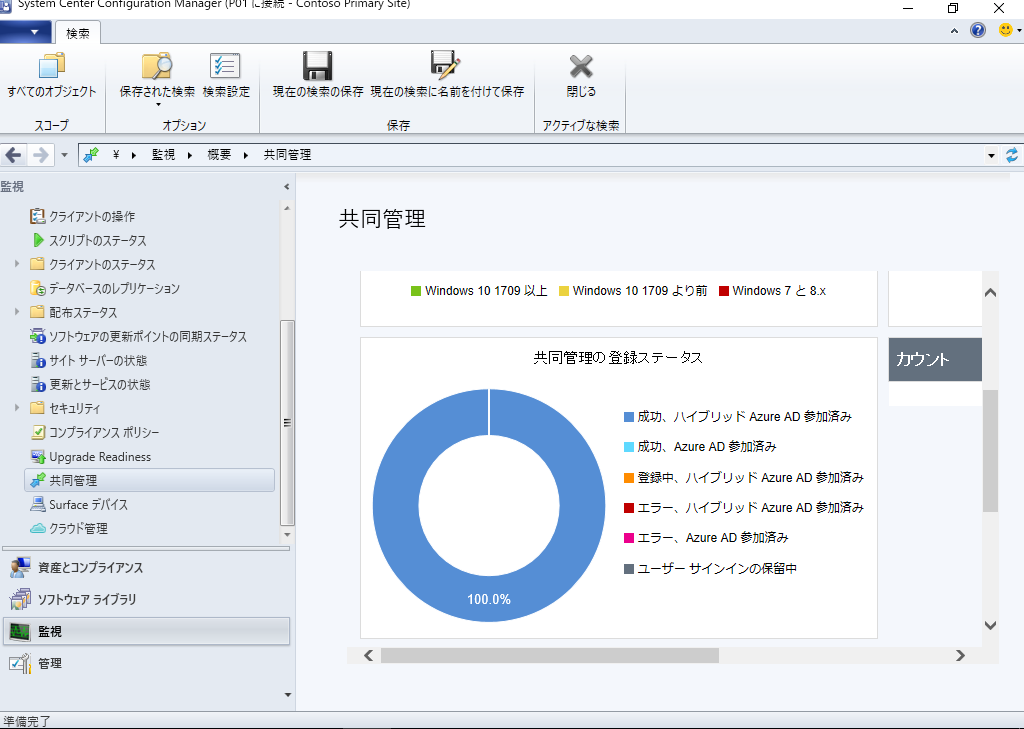 System Center Configuration Manager (P01 に接続 - Contoso Primary Site)
検索
すべてのオブジェクト
保存された検索
検索設定
現在の検索の保存
現在の検索に名前を付けて保存
閉じる
スコープ
オプション
保存
アクティブな検索
¥ 監視 概要 共同管理
監視
クライアントの操作
スクリプトのステータス
クライアントのステータス
データベースのレプリケーション
配布ステータス
ソフトウェアの更新ポイントの同期ステータス
サイト サーバーの状態
更新とサービスの状態
セキュリティ
コンプライアンス ポリシー
Upgrade Readiness
共同管理
Surface デバイス
クラウド管理
資産とコンプライアンス
ソフトウェア ライブラリ
監視
管理
共同管理
Windows 10 1709 以上
Windows 10 1709 より前
Windows 7 と 8.x
共同管理の登録ステータス
成功、ハイブリッド Azure AD 参加済み
成功、Azure AD 参加済み
登録中、ハイブリッド Azure AD 参加済み
エラー、ハイブリッド Azure AD 参加済み
エラー、Azure AD 参加済み
ユーザー サインインの保留中
100.0%
カウント
準備完了